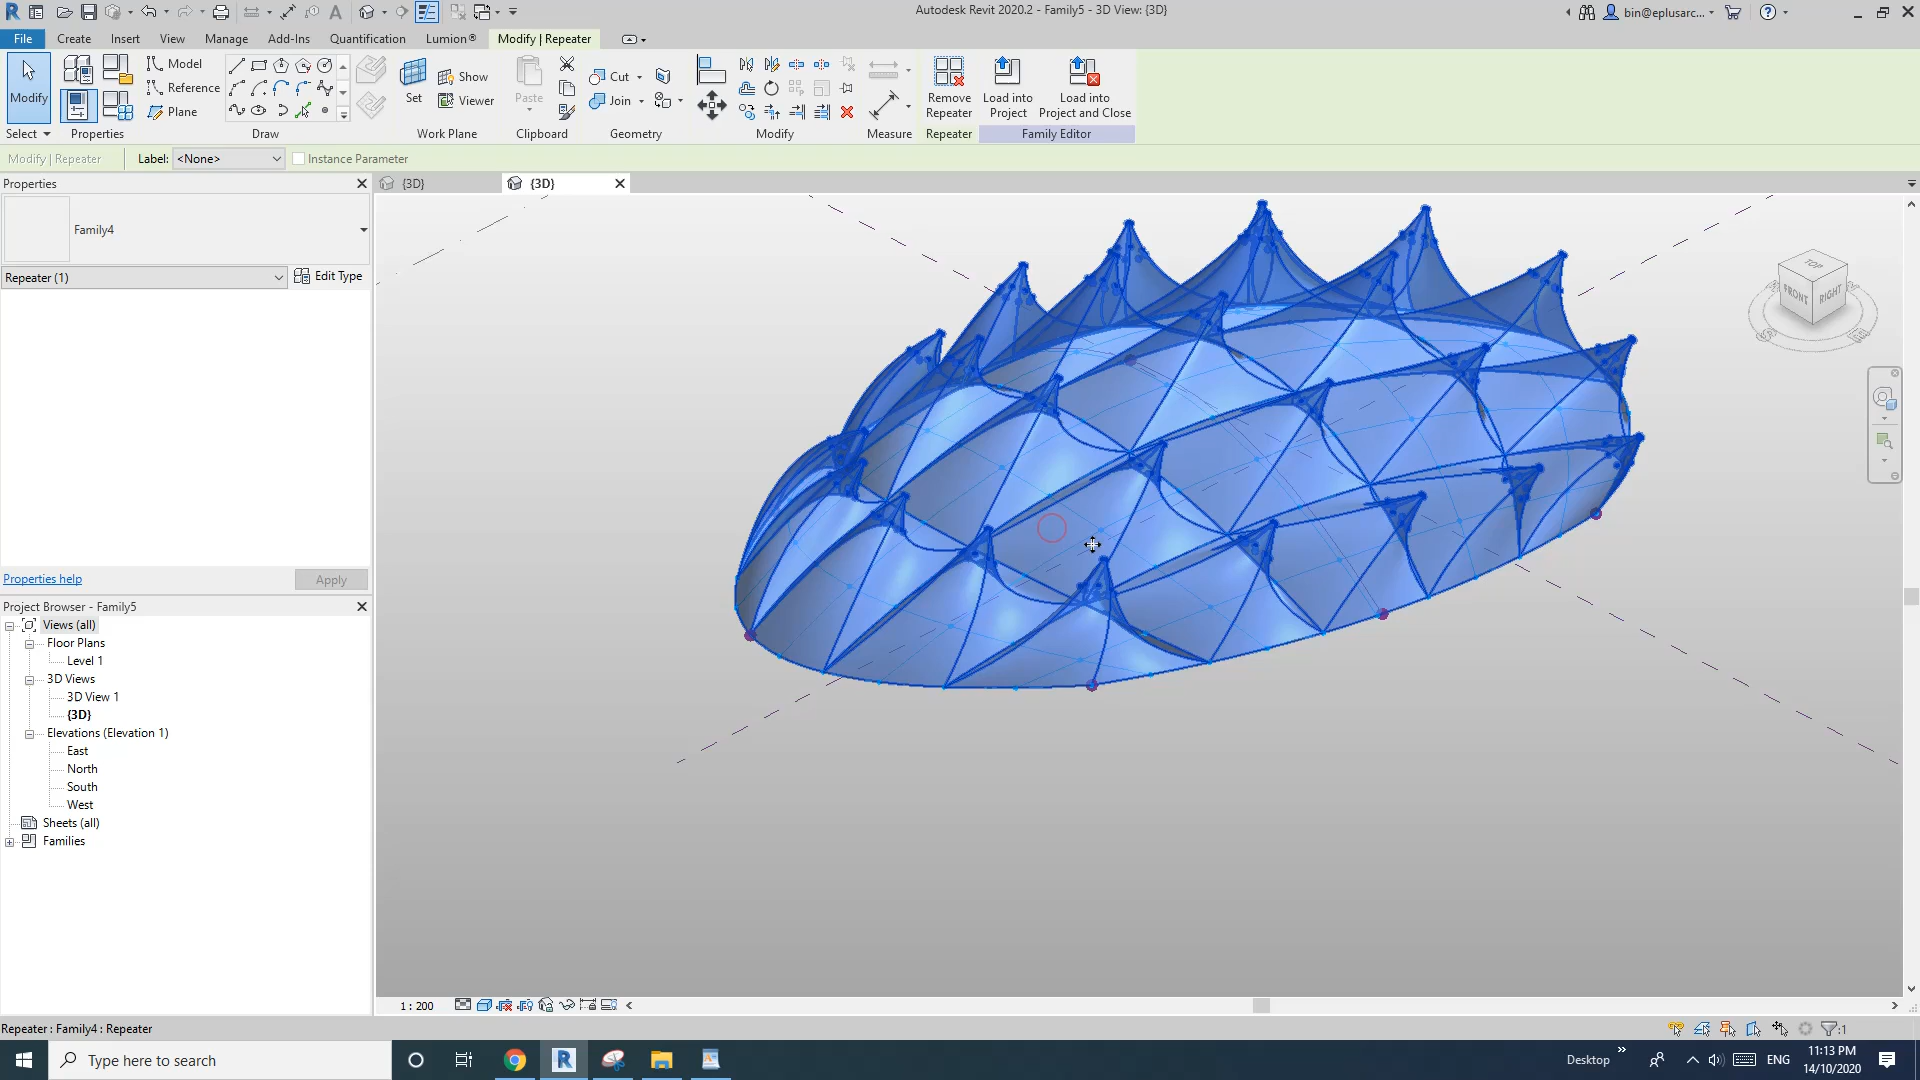 Autodesk Revit 2020.2 - Family5 - 3D View: {3D}
bin@eplusarc...
File Create Insert View Manage Add-Ins Quantification Lumion® Modify | Repeater
Modify
Model
Reference
Plane
Set
Show
Viewer
Paste
Cut
Join
Remove Repeater
Load into Project
Load into Project and Close
Select Properties Draw Work Plane Clipboard Geometry Modify Measure Repeater Family Editor
Modify | Repeater Label: <None> Instance Parameter
Properties
{3D} {3D}
Family4
Repeater (1) Edit Type
TOP
FRONT RIGHT
Properties help Apply
Project Browser - Family5
Views (all)
Floor Plans
Level 1
3D Views
3D View 1
{3D}
Elevations (Elevation 1)
East
North
South
West
Sheets (all)
Families
1 : 200
Repeater : Family4 : Repeater
:1
Type here to search
Desktop
ENG
11:13 PM
14/10/2020